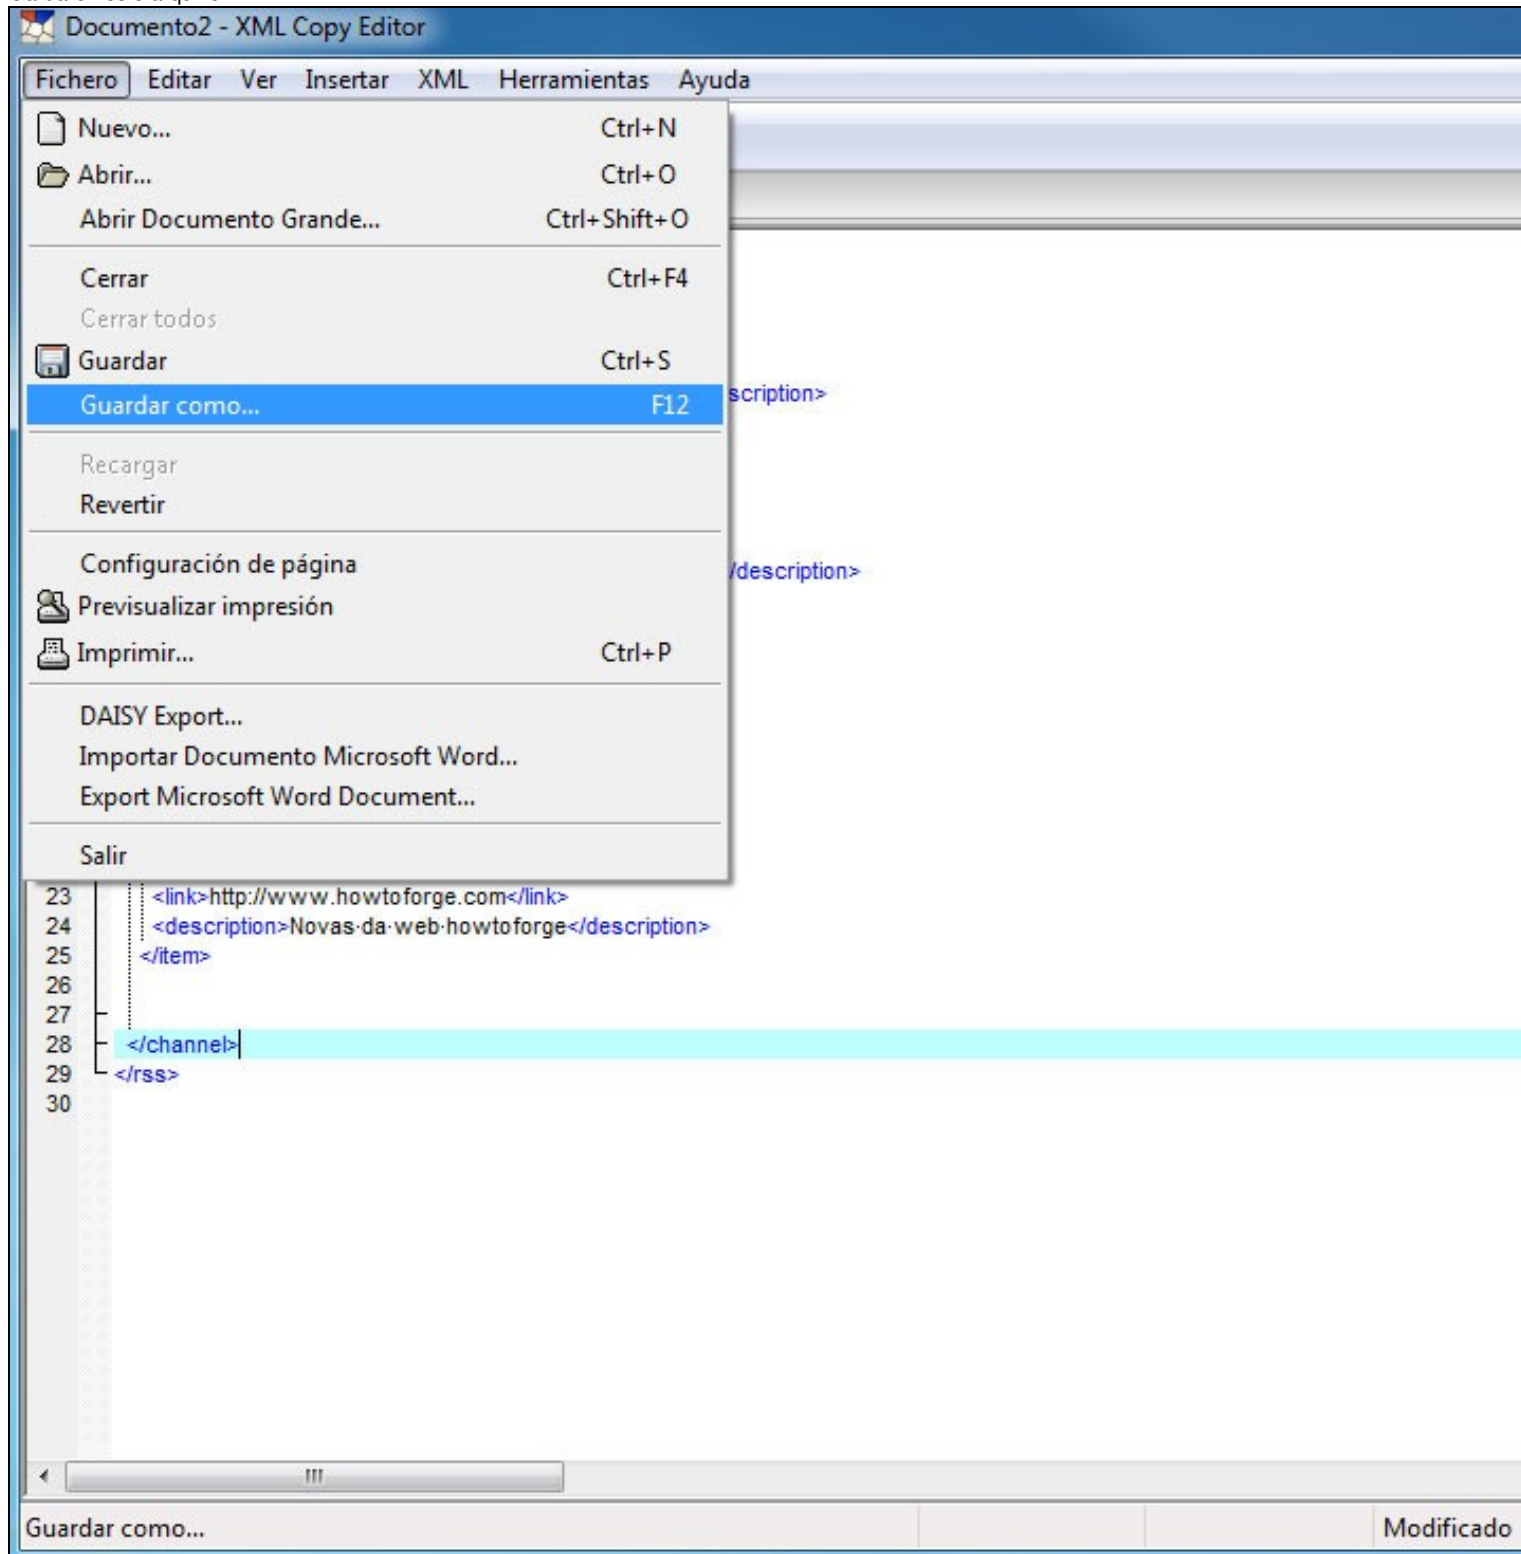 Documento2 - XML Copy Editor
Fichero Editar Ver Insertar XML Herramientas Ayuda
Nuevo... Ctrl+N
Abrir... Ctrl+O
Abrir Documento Grande... Ctrl+Shift+O
Cerrar Ctrl+F4
Cerrar todos
Guardar Ctrl+S
Guardar como... F12
scription>
Recargar
Revertir
Configuración de página
/description>
Previsualizar impresión
Imprimir... Ctrl+P
DAISY Export...
Importar Documento Microsoft Word...
Export Microsoft Word Document...
Salir
23 <link>http://www.howtoforge.com</link>
24 <description>Novas·da·web·howtoforge</description>
25 </item>
26
27
28 </channel>
29 </rss>
30
Guardar como... Modificado